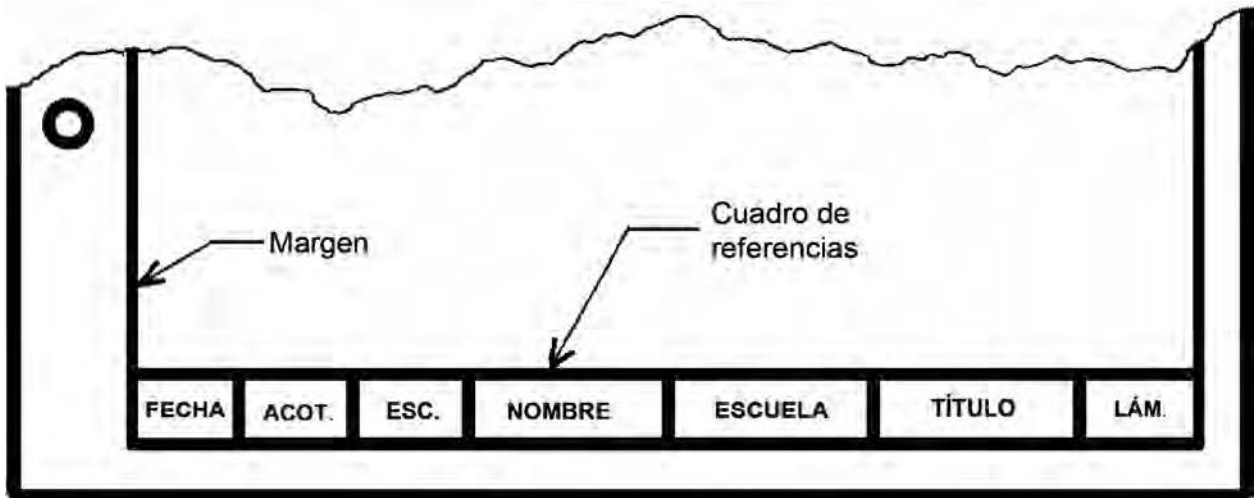 Cuadro de
referencias
Margen
FECHA ACOT. ESC. NOMBRE ESCUELA TÍTULO LÁM.